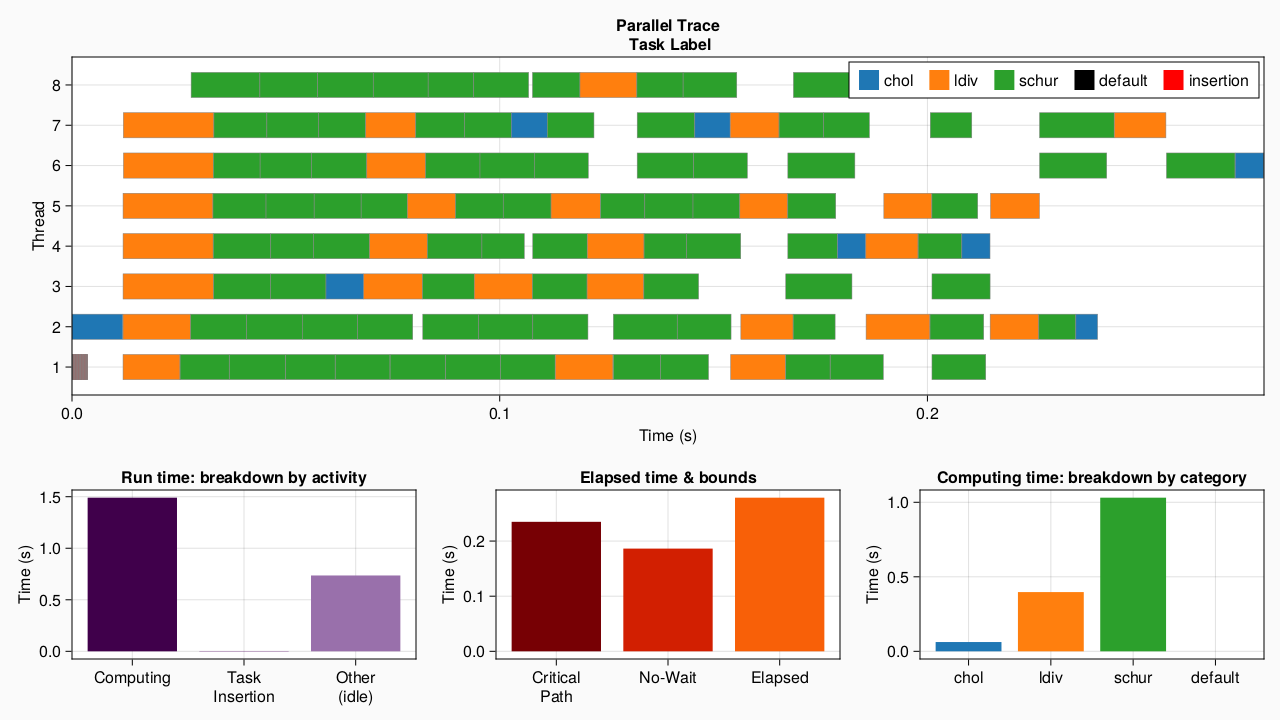 Parallel Trace
Task Label
chol ldiv schur default insertion
8
7
6
5
4
3
2
1
Thread
0.0 0.1 0.2
Time (s)
Run time: breakdown by activity
1.5
1.0
0.5
0.0
Time (s)
Computing Task Insertion Other (idle)
Elapsed time & bounds
0.2
0.1
0.0
Time (s)
Critical Path No-Wait Elapsed
Computing time: breakdown by category
1.0
0.5
0.0
Time (s)
chol ldiv schur default